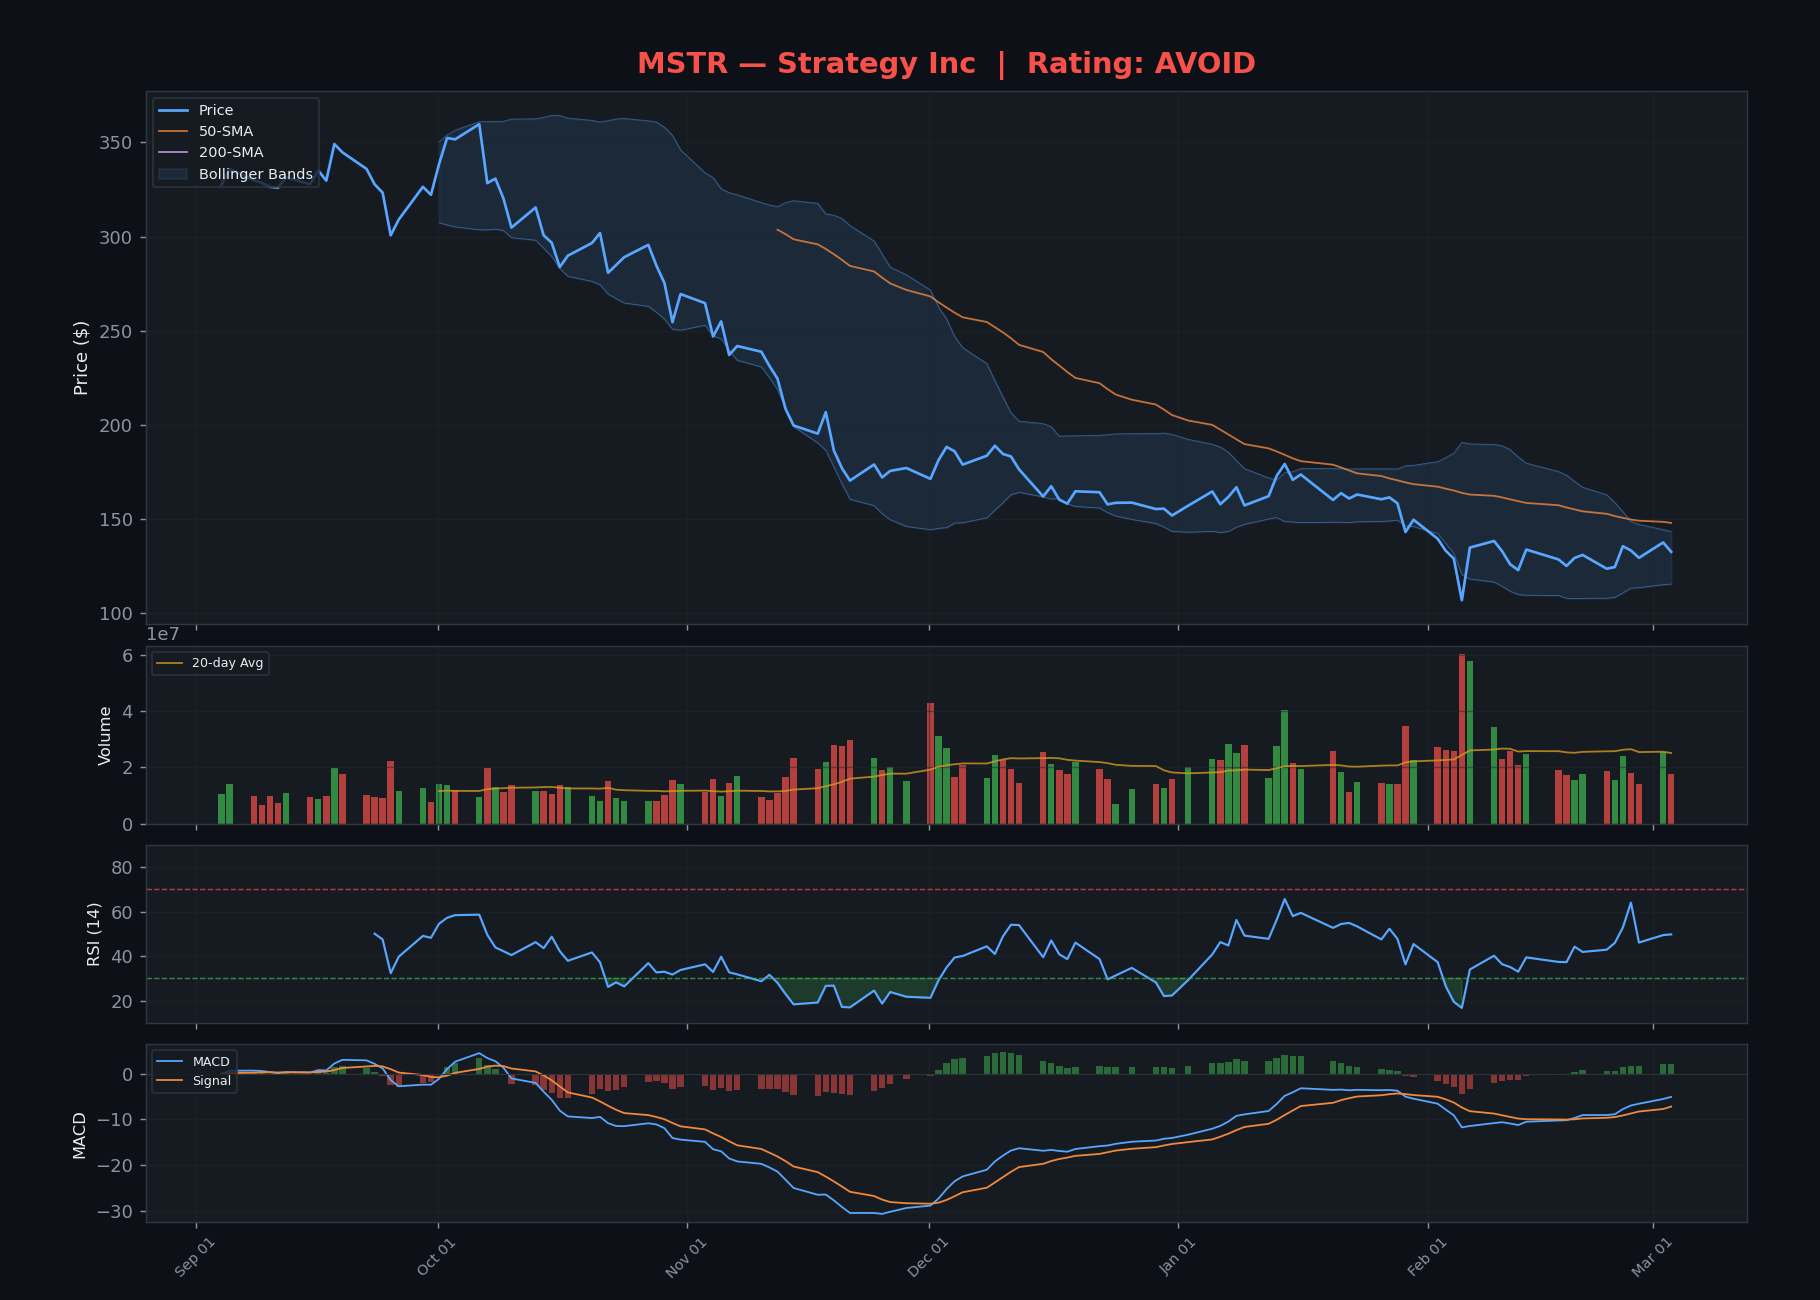 MSTR — Strategy Inc | Rating: AVOID
Price
50-SMA
200-SMA
Bollinger Bands
Price ($)
350
300
250
200
150
100
1e7
20-day Avg
Volume
6
4
2
0
RSI (14)
80
60
40
20
MACD
Signal
MACD
0
−10
−20
−30
Sep 01
Oct 01
Nov 01
Dec 01
Jan 01
Feb 01
Mar 01